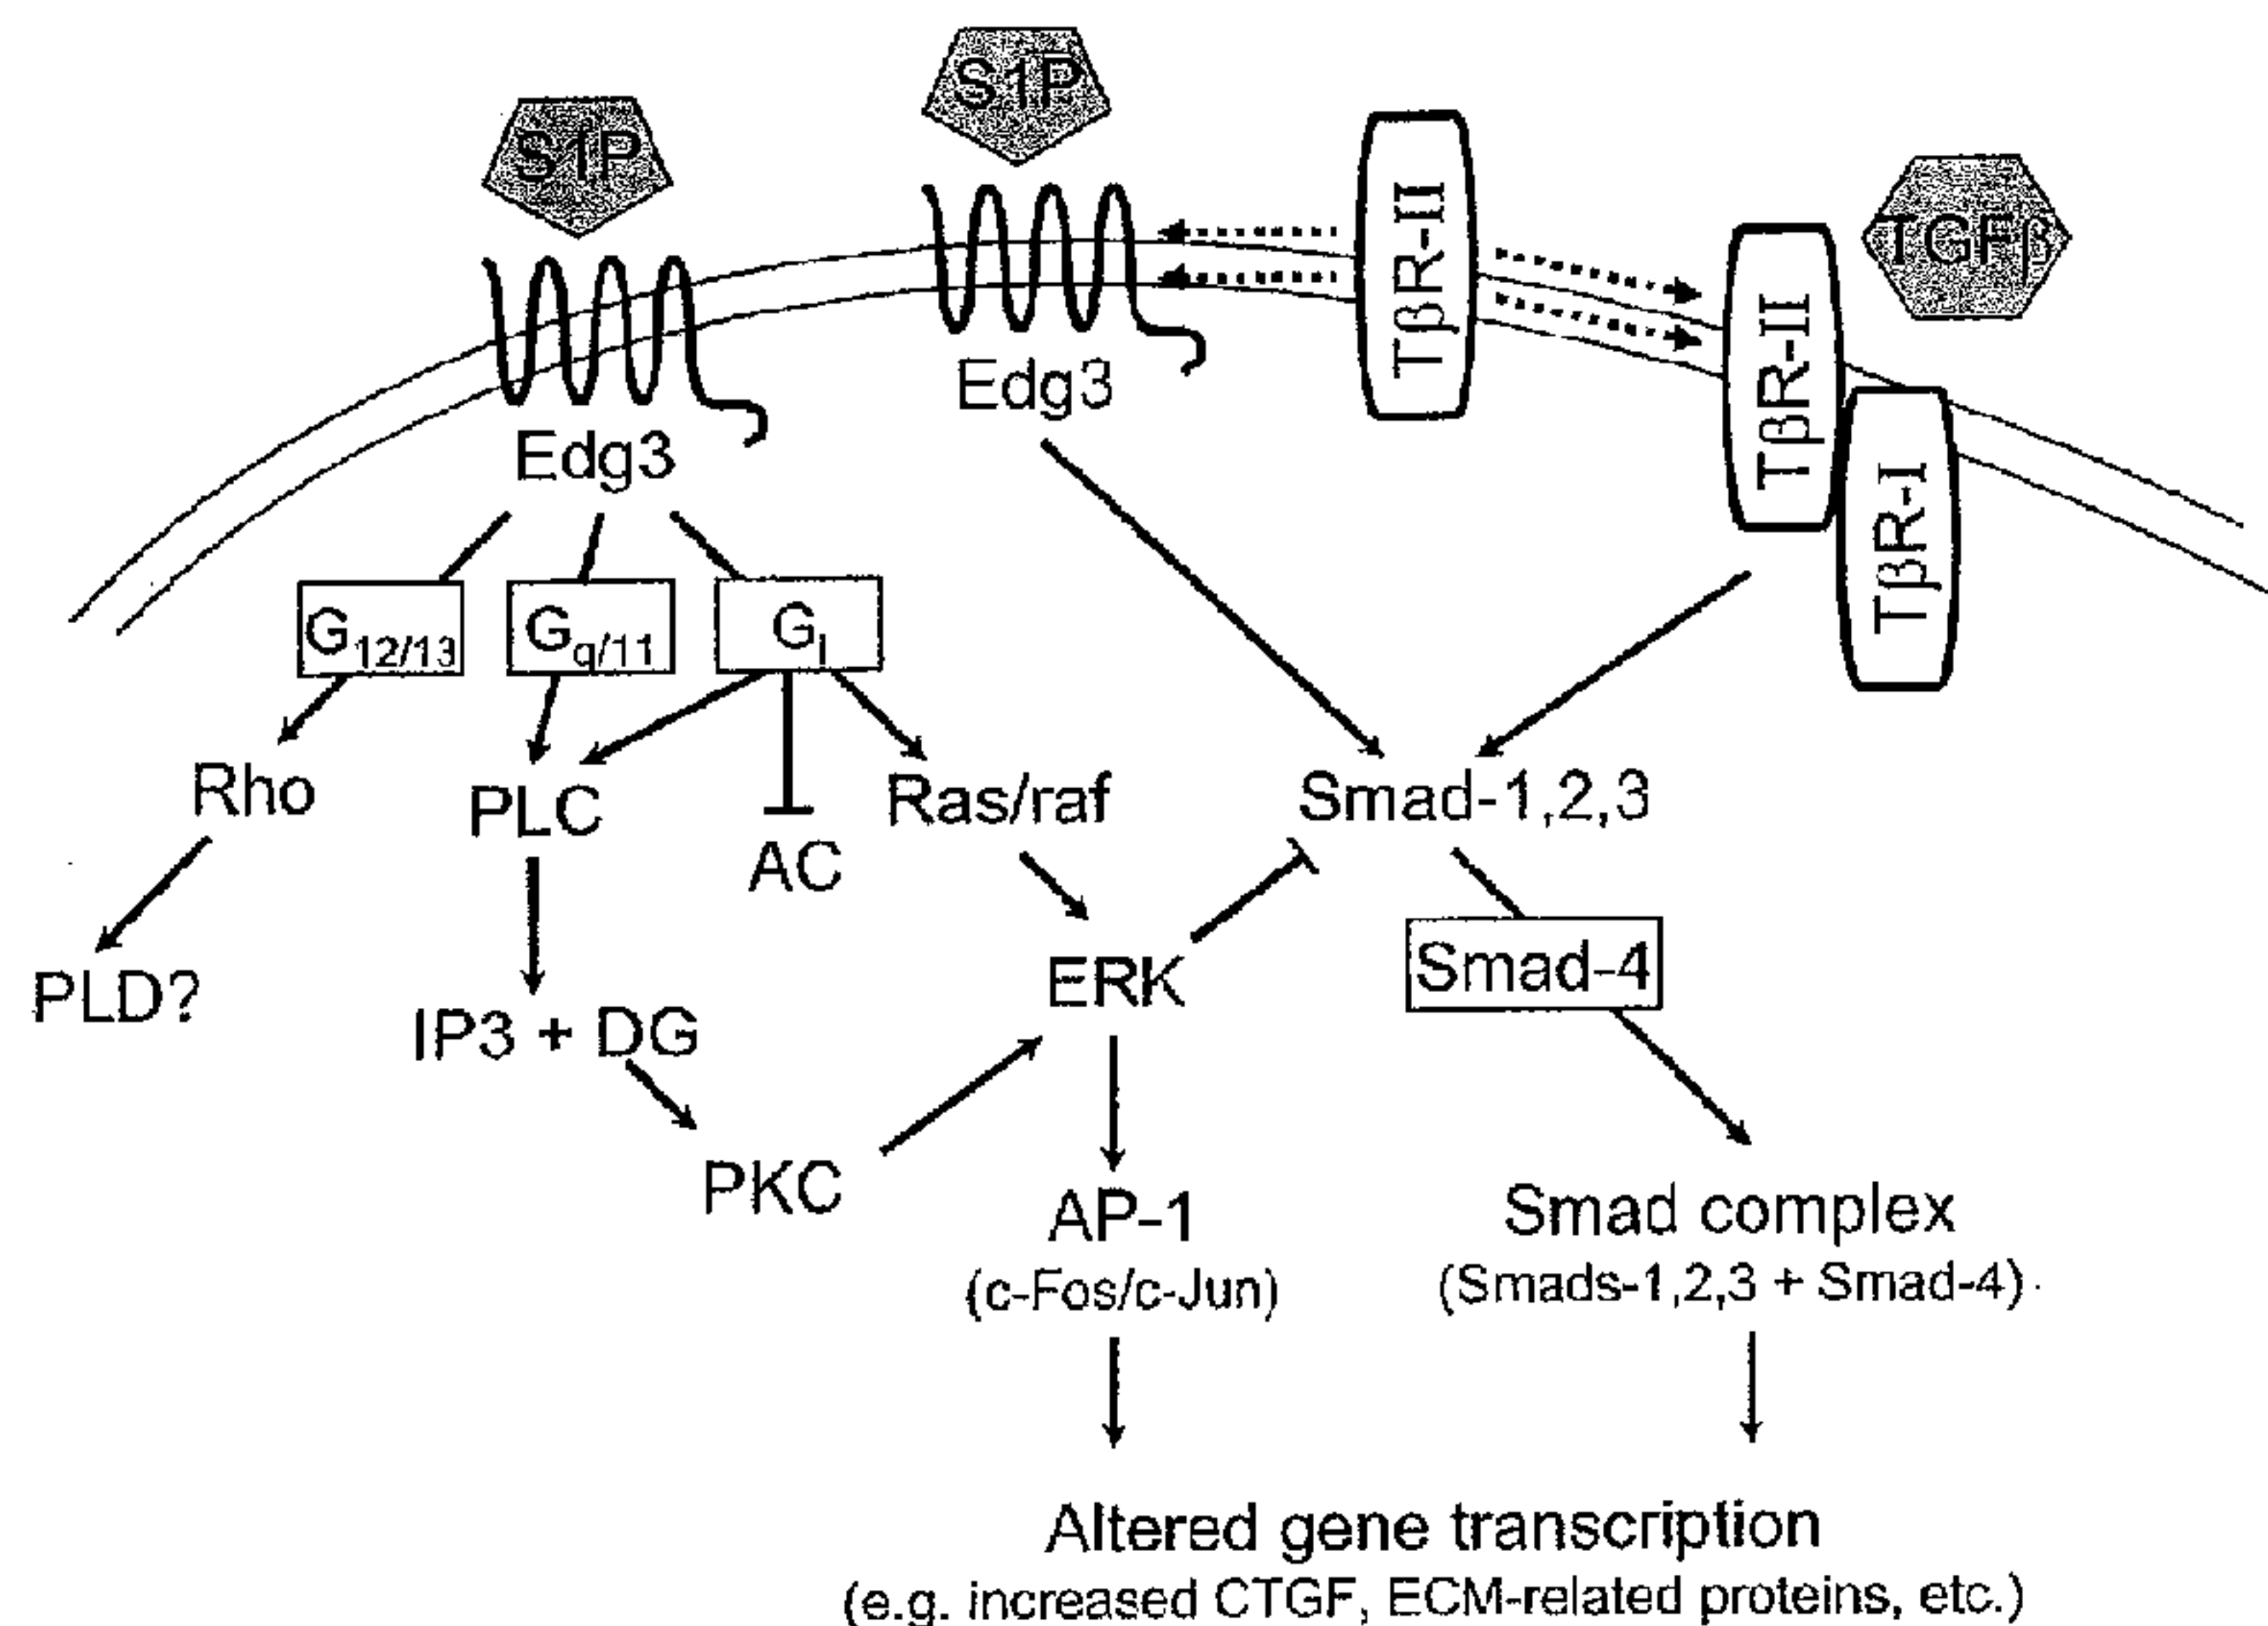 S1P
S1P
TβR-II
TGFβ
TβR-II
TβR-I
Edg3
Edg3
G12/13
Gq/11
Gi
Rho
PLC
AC
Ras/raf
Smad-1,2,3
PLD?
IP3 + DG
ERK
Smad-4
PKC
AP-1
(c-Fos/c-Jun)
Smad complex
(Smads-1,2,3 + Smad-4)
Altered gene transcription
(e.g. increased CTGF, ECM-related proteins, etc.)